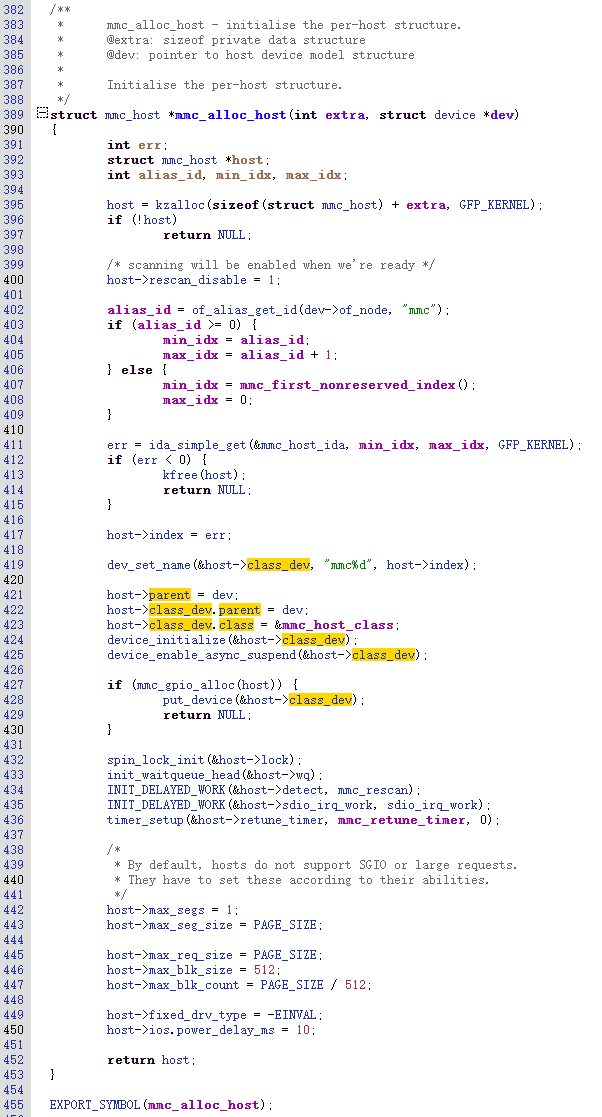 382 /**
383  *      mmc_alloc_host - initialise the per-host structure.
384  *      @extra: sizeof private data structure
385  *      @dev: pointer to host device model structure
386  *
387  *      Initialise the per-host structure.
388  */
389 struct mmc_host *mmc_alloc_host(int extra, struct device *dev)
390 {
391         int err;
392         struct mmc_host *host;
393         int alias_id, min_idx, max_idx;
394
395         host = kzalloc(sizeof(struct mmc_host) + extra, GFP_KERNEL);
396         if (!host)
397                 return NULL;
398
399         /* scanning will be enabled when we're ready */
400         host->rescan_disable = 1;
401
402         alias_id = of_alias_get_id(dev->of_node, "mmc");
403         if (alias_id >= 0) {
404                 min_idx = alias_id;
405                 max_idx = alias_id + 1;
406         } else {
407                 min_idx = mmc_first_nonreserved_index();
408                 max_idx = 0;
409         }
410
411         err = ida_simple_get(&mmc_host_ida, min_idx, max_idx, GFP_KERNEL);
412         if (err < 0) {
413                 kfree(host);
414                 return NULL;
415         }
416
417         host->index = err;
418
419         dev_set_name(&host->class_dev, "mmc%d", host->index);
420
421         host->parent = dev;
422         host->class_dev.parent = dev;
423         host->class_dev.class = &mmc_host_class;
424         device_initialize(&host->class_dev);
425         device_enable_async_suspend(&host->class_dev);
426
427         if (mmc_gpio_alloc(host)) {
428                 put_device(&host->class_dev);
429                 return NULL;
430         }
431
432         spin_lock_init(&host->lock);
433         init_waitqueue_head(&host->wq);
434         INIT_DELAYED_WORK(&host->detect, mmc_rescan);
435         INIT_DELAYED_WORK(&host->sdio_irq_work, sdio_irq_work);
436         timer_setup(&host->retune_timer, mmc_retune_timer, 0);
437
438         /*
439          * By default, hosts do not support SGIO or large requests.
440          * They have to set these according to their abilities.
441          */
442         host->max_segs = 1;
443         host->max_seg_size = PAGE_SIZE;
444
445         host->max_req_size = PAGE_SIZE;
446         host->max_blk_size = 512;
447         host->max_blk_count = PAGE_SIZE / 512;
448
449         host->fixed_drv_type = -EINVAL;
450         host->ios.power_delay_ms = 10;
451
452         return host;
453 }
454
455 EXPORT_SYMBOL(mmc_alloc_host);